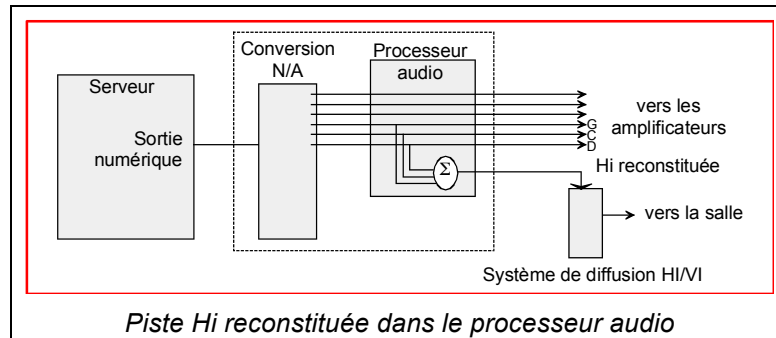 Conversion
N/A
Processeur
audio
Serveur
Sortie
numérique
vers les
amplificateurs
G
C
D
Hi reconstituée
Σ
vers la salle
Système de diffusion HI/VI
Piste Hi reconstituée dans le processeur audio